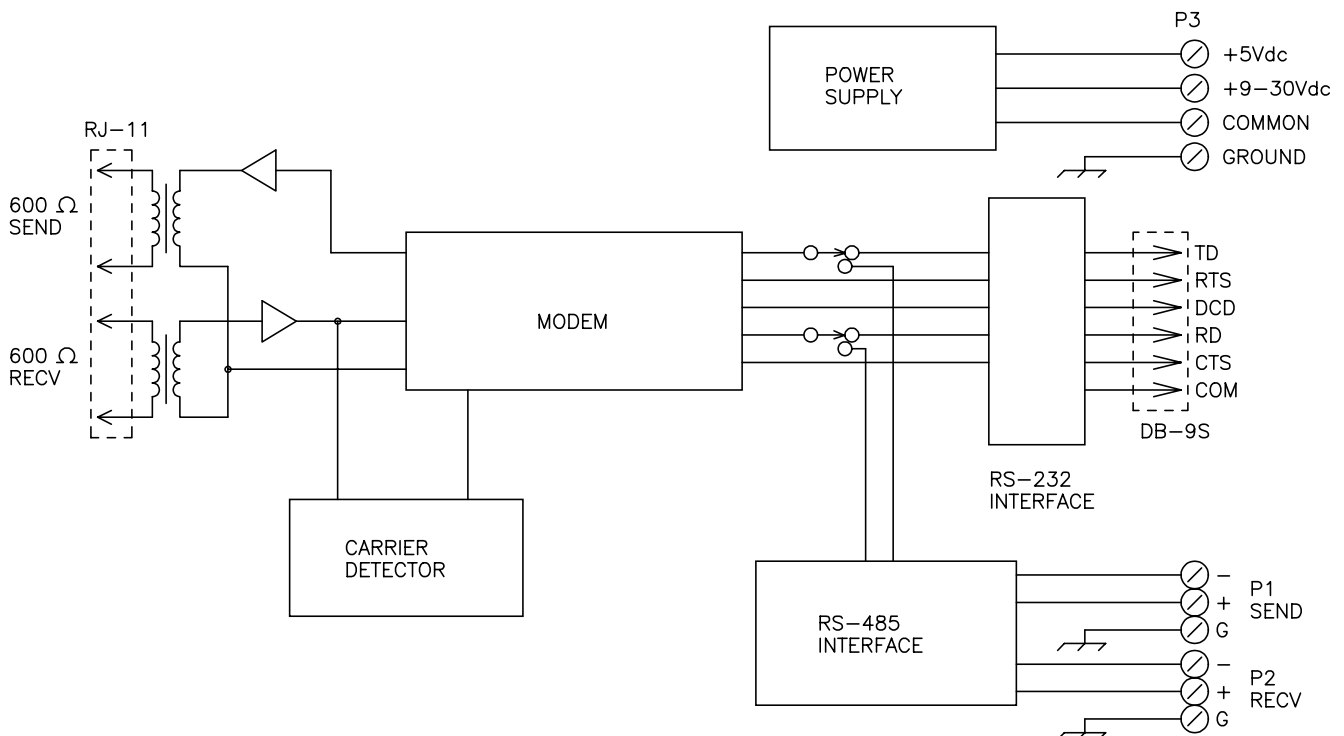 P3
POWER
SUPPLY
+5Vdc
+9-30Vdc
COMMON
GROUND
RJ-11
600 Ω
SEND
600 Ω
RECV
MODEM
TD
RTS
DCD
RD
CTS
COM
DB-9S
RS-232
INTERFACE
CARRIER
DETECTOR
RS-485
INTERFACE
-
+
G
P1
SEND
-
+
G
P2
RECV